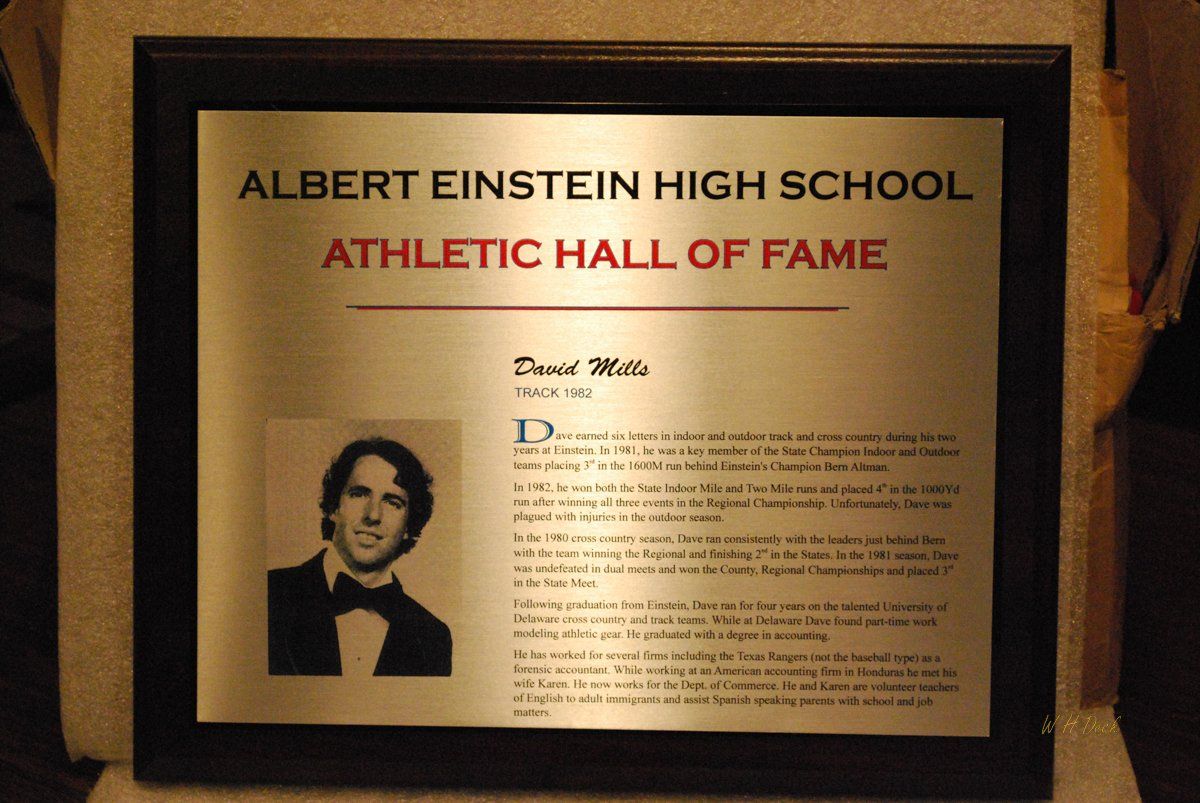 ALBERT EINSTEIN HIGH SCHOOL
ATHLETIC HALL OF FAME
David Mills
TRACK 1982
Dave earned six letters in indoor and outdoor track and cross country during his two
years at Einstein. In 1981, he was a key member of the State Champion Indoor and Outdoor
teams placing 3rd in the 1600M run behind Einstein's Champion Bern Altman.
In 1982, he won both the State Indoor Mile and Two Mile runs and placed 4th in the 1000Yd
run after winning all three events in the Regional Championship. Unfortunately, Dave was
plagued with injuries in the outdoor season.
In the 1980 cross country season, Dave ran consistently with the leaders just behind Bern
with the team winning the Regional and finishing 2nd in the States. In the 1981 season, Dave
was undefeated in dual meets and won the County, Regional Championships and placed 3rd
in the State Meet.
Following graduation from Einstein, Dave ran for four years on the talented University of
Delaware cross country and track teams. While at Delaware Dave found part-time work
modeling athletic gear. He graduated with a degree in accounting.
He has worked for several firms including the Texas Rangers (not the baseball type) as a
forensic accountant. While working at an American accounting firm in Honduras he met his
wife Karen. He now works for the Dept. of Commerce. He and Karen are volunteer teachers
of English to adult immigrants and assist Spanish speaking parents with school and job
matters.
W H Dock